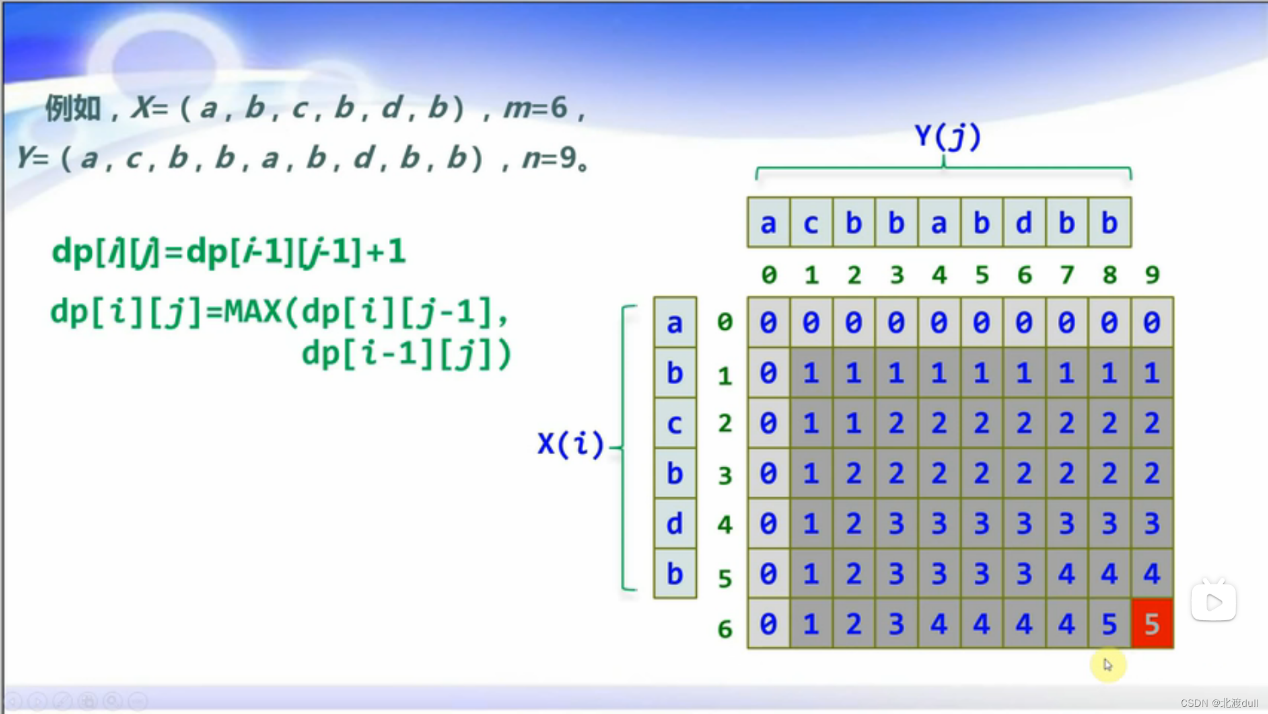 例如，X=（a，b，c，b，d，b），m=6，
Y=（a，c，b，b，a，b，d，b，b），n=9。
dp[i][j]=dp[i-1][j-1]+1
dp[i][j]=MAX(dp[i][j-1],
dp[i-1][j])
Y(j)
a c b b a b d b b
0 1 2 3 4 5 6 7 8 9
X(i)
a 0 0 0 0 0 0 0 0 0 0 0
b 1 0 1 1 1 1 1 1 1 1 1
c 2 0 1 1 2 2 2 2 2 2 2
b 3 0 1 2 2 2 2 2 2 2 2
d 4 0 1 2 3 3 3 3 3 3 3
b 5 0 1 2 3 3 3 3 4 4 4
6 0 1 2 3 4 4 4 4 5 5
CSDN @北渡dull